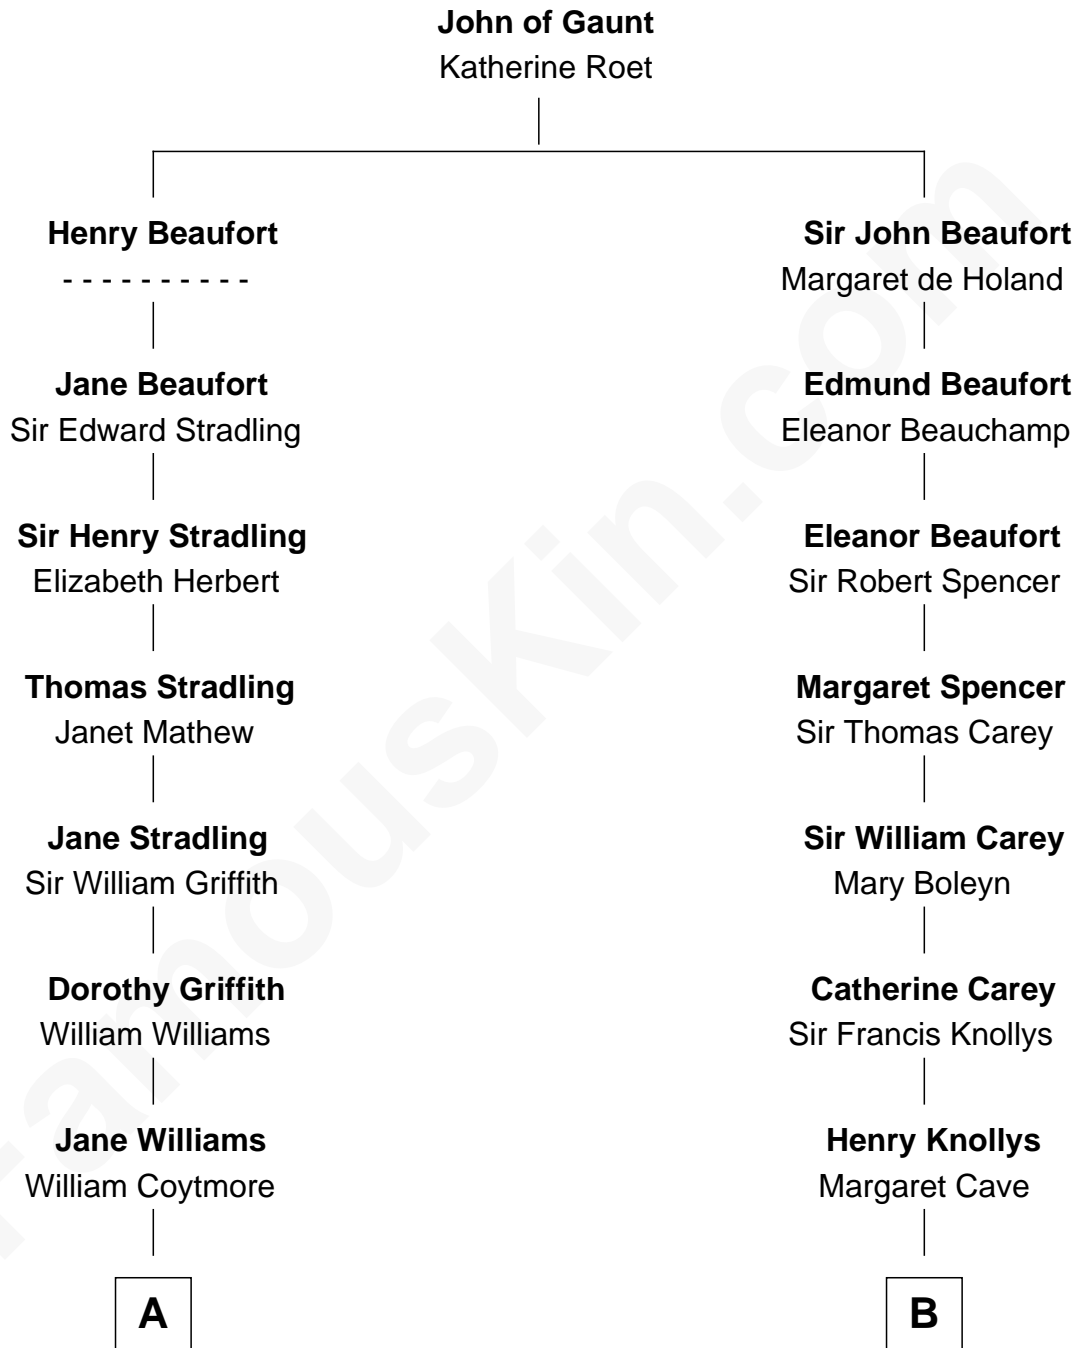 John of Gaunt
Katherine Roet
Henry Beaufort
- - - - - - - - - -
Jane Beaufort
Sir Edward Stradling
Sir Henry Stradling
Elizabeth Herbert
Thomas Stradling
Janet Mathew
Jane Stradling
Sir William Griffith
Dorothy Griffith
William Williams
Jane Williams
William Coytmore
A
Sir John Beaufort
Margaret de Holand
Edmund Beaufort
Eleanor Beauchamp
Eleanor Beaufort
Sir Robert Spencer
Margaret Spencer
Sir Thomas Carey
Sir William Carey
Mary Boleyn
Catherine Carey
Sir Francis Knollys
Henry Knollys
Margaret Cave
B
FamousKin.com